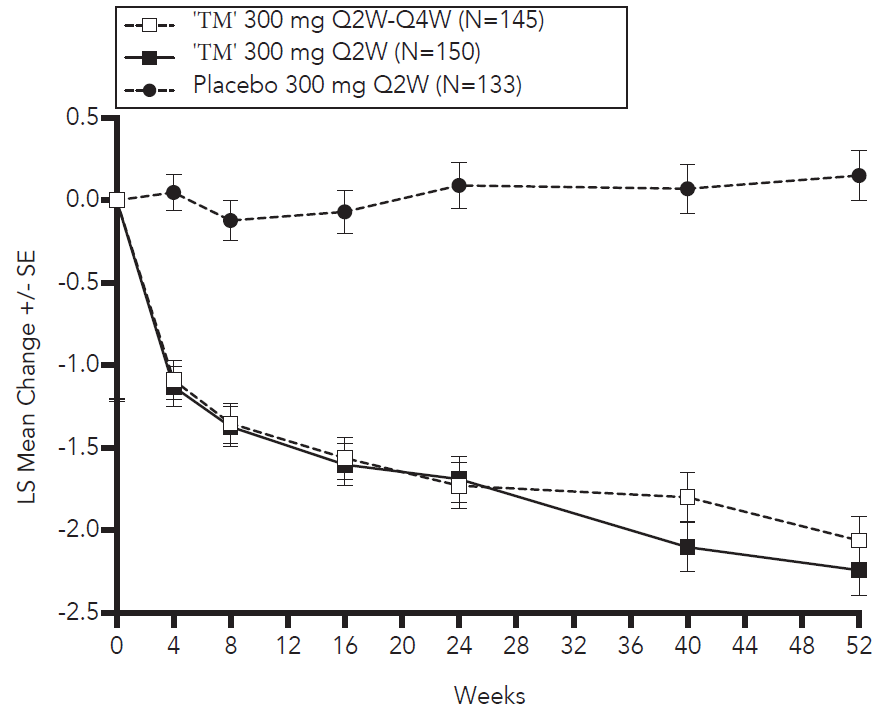 'TM' 300 mg Q2W-Q4W (N=145)
'TM' 300 mg Q2W (N=150)
Placebo 300 mg Q2W (N=133)
0.5
0.0
-0.5
-1.0
-1.5
-2.0
-2.5
LS Mean Change +/- SE
0 4 8 12 16 20 24 28 32 36 40 44 48 52
Weeks